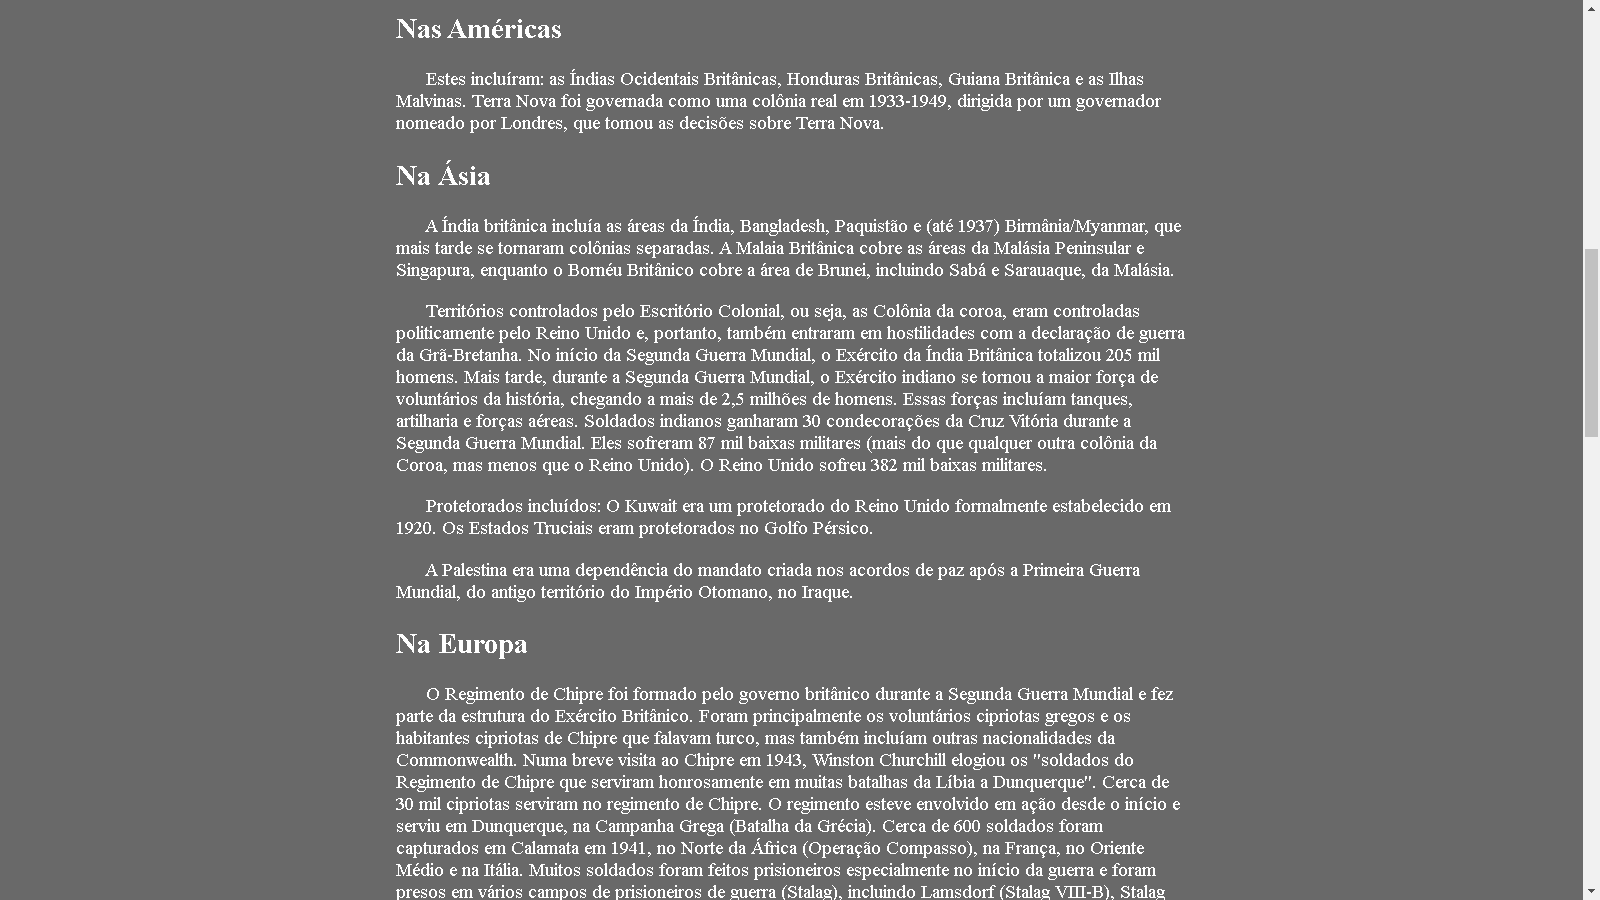 Nas Américas
Estes incluíram: as Índias Ocidentais Britânicas, Honduras Britânicas, Guiana Britânica e as Ilhas
Malvinas. Terra Nova foi governada como uma colônia real em 1933-1949, dirigida por um governador
nomeado por Londres, que tomou as decisões sobre Terra Nova.
Na Ásia
A Índia britânica incluía as áreas da Índia, Bangladesh, Paquistão e (até 1937) Birmânia/Myanmar, que
mais tarde se tornaram colônias separadas. A Malaia Britânica cobre as áreas da Malásia Peninsular e
Singapura, enquanto o Bornéu Britânico cobre a área de Brunei, incluindo Sabá e Sarauaque, da Malásia.
Territórios controlados pelo Escritório Colonial, ou seja, as Colônia da coroa, eram controladas
politicamente pelo Reino Unido e, portanto, também entraram em hostilidades com a declaração de guerra
da Grã-Bretanha. No início da Segunda Guerra Mundial, o Exército da Índia Britânica totalizou 205 mil
homens. Mais tarde, durante a Segunda Guerra Mundial, o Exército indiano se tornou a maior força de
voluntários da história, chegando a mais de 2,5 milhões de homens. Essas forças incluíam tanques,
artilharia e forças aéreas. Soldados indianos ganharam 30 condecorações da Cruz Vitória durante a
Segunda Guerra Mundial. Eles sofreram 87 mil baixas militares (mais do que qualquer outra colônia da
Coroa, mas menos que o Reino Unido). O Reino Unido sofreu 382 mil baixas militares.
Protetorados incluídos: O Kuwait era um protetorado do Reino Unido formalmente estabelecido em
1920. Os Estados Truciais eram protetorados no Golfo Pérsico.
A Palestina era uma dependência do mandato criada nos acordos de paz após a Primeira Guerra
Mundial, do antigo território do Império Otomano, no Iraque.
Na Europa
O Regimento de Chipre foi formado pelo governo britânico durante a Segunda Guerra Mundial e fez
parte da estrutura do Exército Britânico. Foram principalmente os voluntários cipriotas gregos e os
habitantes cipriotas de Chipre que falavam turco, mas também incluíam outras nacionalidades da
Commonwealth. Numa breve visita ao Chipre em 1943, Winston Churchill elogiou os "soldados do
Regimento de Chipre que serviram honrosamente em muitas batalhas da Líbia a Dunquerque". Cerca de
30 mil cipriotas serviram no regimento de Chipre. O regimento esteve envolvido em ação desde o início e
serviu em Dunquerque, na Campanha Grega (Batalha da Grécia). Cerca de 600 soldados foram
capturados em Calamata em 1941, no Norte da África (Operação Compasso), na França, no Oriente
Médio e na Itália. Muitos soldados foram feitos prisioneiros especialmente no início da guerra e foram
presos em vários campos de prisioneiros de guerra (Stalag), incluindo Lamsdorf (Stalag VIII-B), Stalag